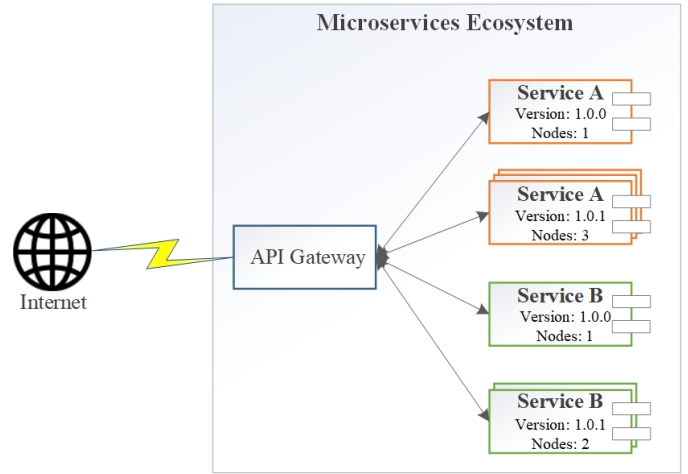 Microservices Ecosystem
Service A
Version: 1.0.0
Nodes: 1
Service A
Version: 1.0.1
Nodes: 3
API Gateway
Internet
Service B
Version: 1.0.0
Nodes: 1
Service B
Version: 1.0.1
Nodes: 2